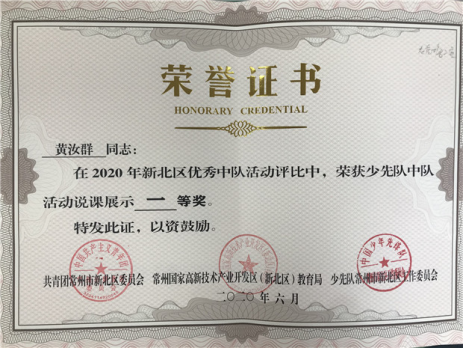 荣誉证书
HONORARY CREDENTIAL
黄汝群 同志：
在 2020 年新北区优秀中队活动评比中，荣获少先队中队
活动说课展示 一 等奖。
特发此证，以资鼓励。
共青团常州市新北区委员会 常州国家高新技术产业开发区（新北区）教育局 少先队常州市新北区工作委员会
二〇二〇年六月